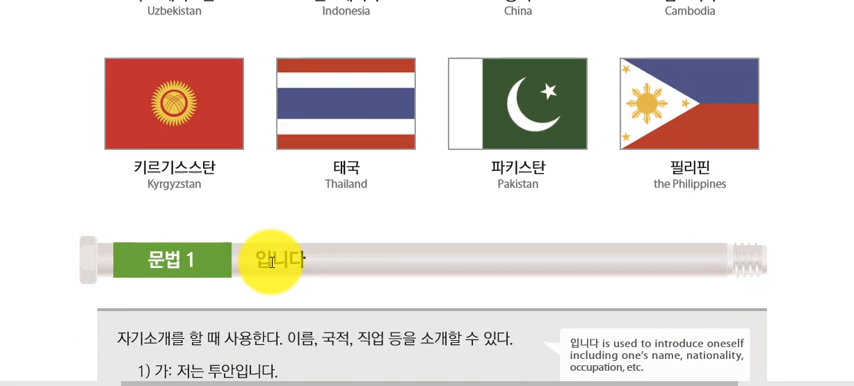 Uzbekistan Indonesia China Cambodia
키르기스스탄 태국 파키스탄 필리핀
Kyrgyzstan Thailand Pakistan the Philippines
문법 1 입니다
자기소개를 할 때 사용한다. 이름, 국적, 직업 등을 소개할 수 있다.
1) 가: 저는 투안입니다.
입니다 is used to introduce oneself
including one's name, nationality,
occupation, etc.